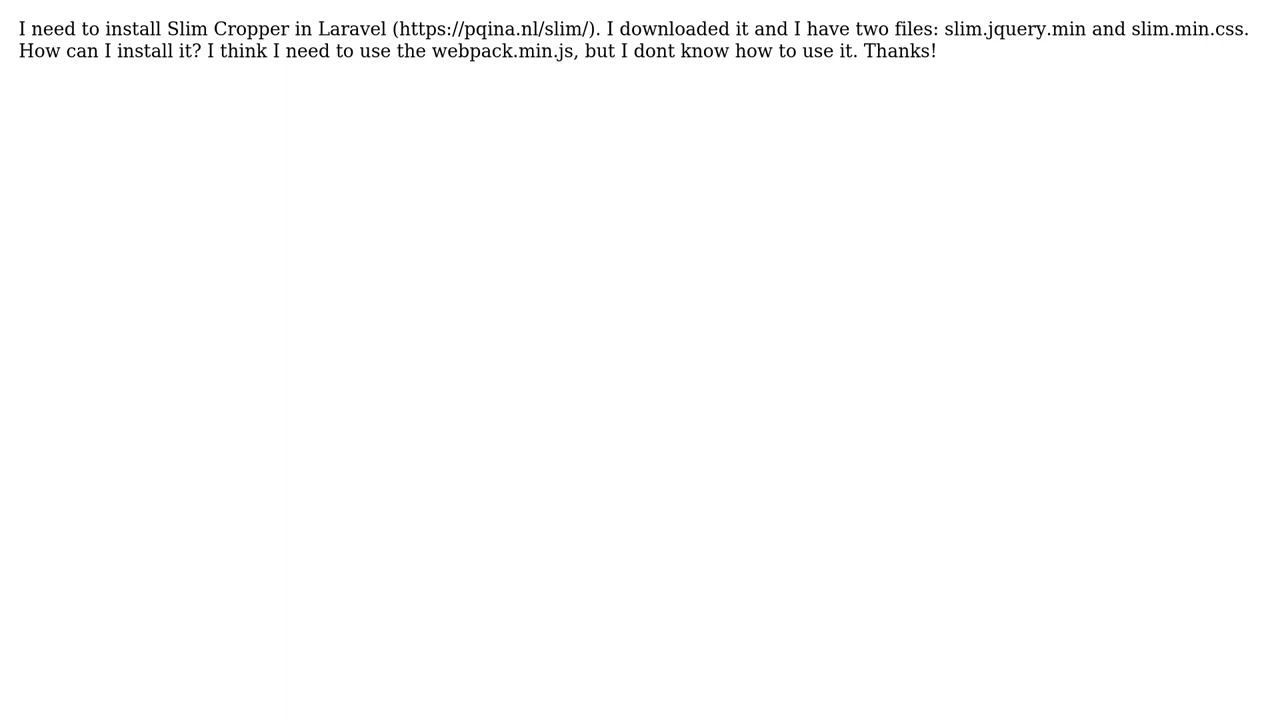 I need to install Slim Cropper in Laravel (https://pqina.nl/slim/). I downloaded it and I have two files: slim.jquery.min and slim.min.css.
How can I install it? I think I need to use the webpack.min.js, but I dont know how to use it. Thanks!